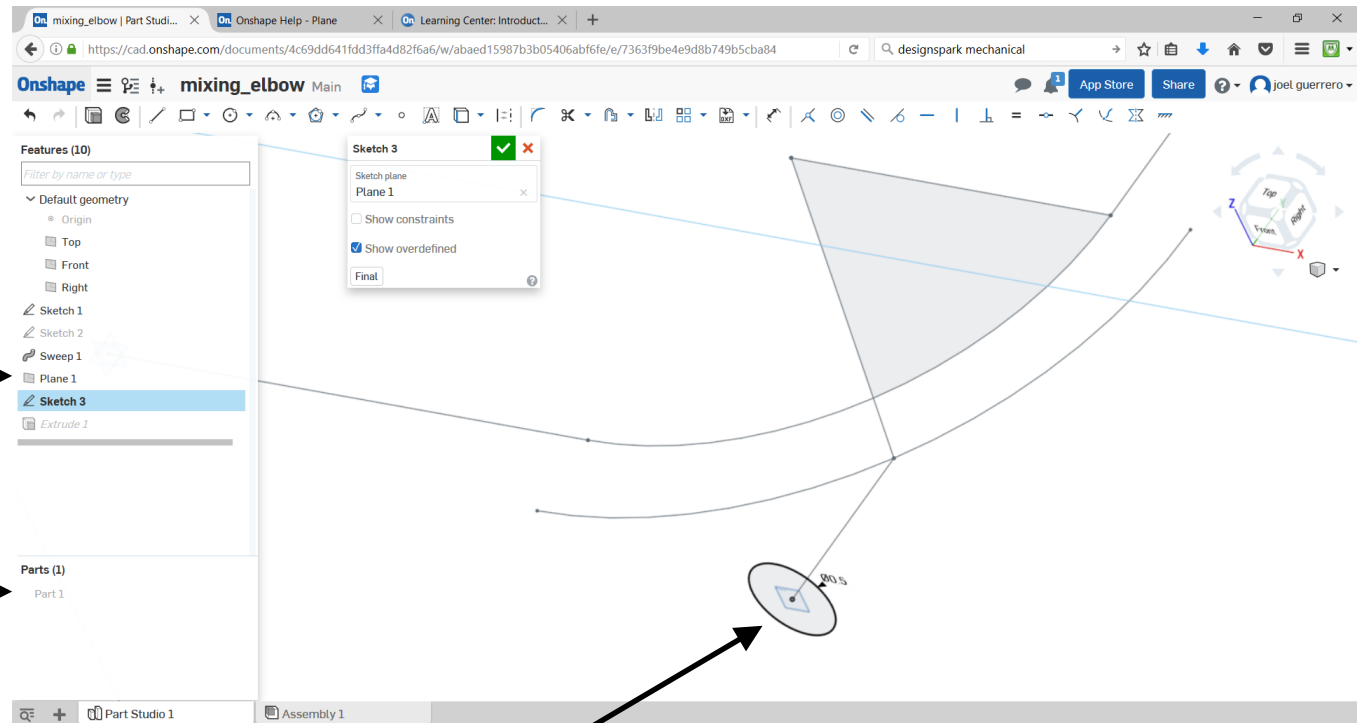 mixing_elbow | Part Studi...
Onshape Help - Plane
Learning Center: Introduct...
https://cad.onshape.com/documents/4c69dd641fdd3ffa4d82f6a6/w/abaed15987b3b05406abf6fe/e/7363f9be4e9d8b749b5cba84
designspark mechanical
Onshape mixing_elbow Main
1 App Store Share joel guerrero
Features (10)
Filter by name or type
Default geometry
Origin
Top
Front
Right
Sketch 1
Sketch 2
Sweep 1
Plane 1
Sketch 3
Extrude 1
Parts (1)
Part 1
Sketch 3
Sketch plane
Plane 1
Show constraints
Show overdefined
Final
Top
Z
Y
Front
Right
X
Ø0.5
Part Studio 1
Assembly 1